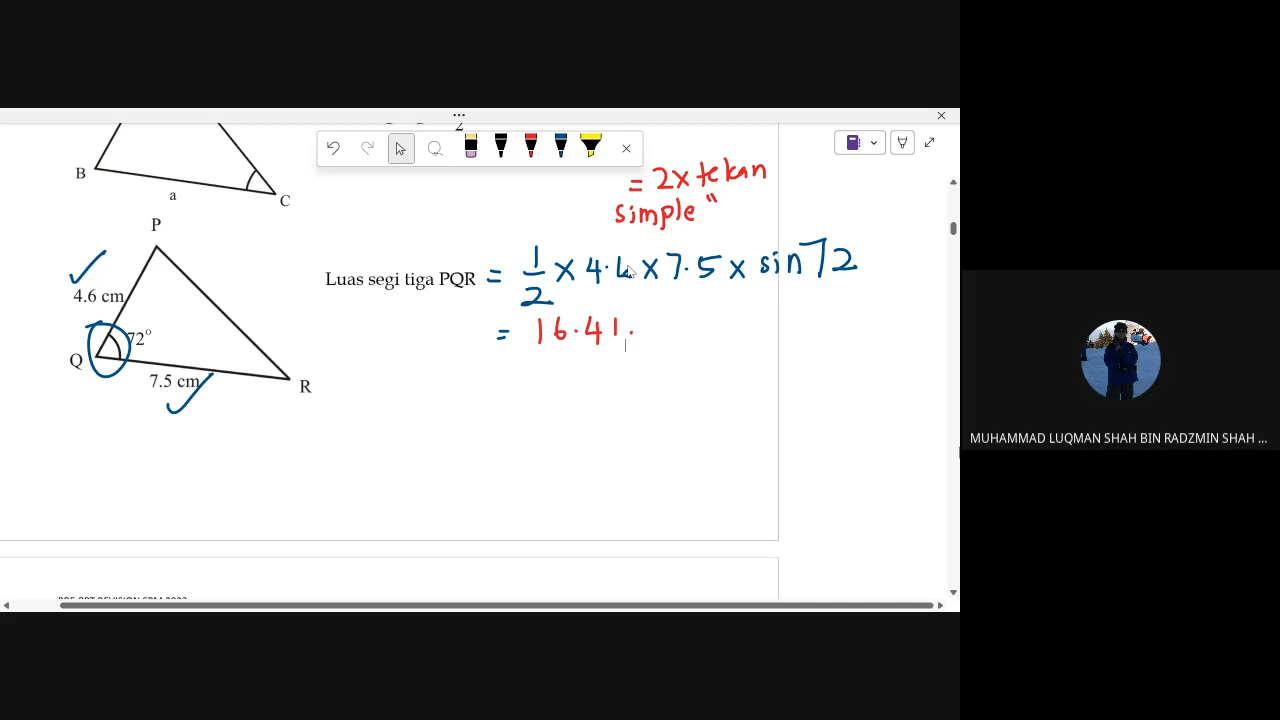 2
B
a
C
= 2x tekan
simple "
P
4.6 cm
72°
Q
7.5 cm
R
Luas segi tiga PQR = 1/2 x 4.6 x 7.5 x sin 72
= 16.41
MUHAMMAD LUQMAN SHAH BIN RADZMIN SHAH ...